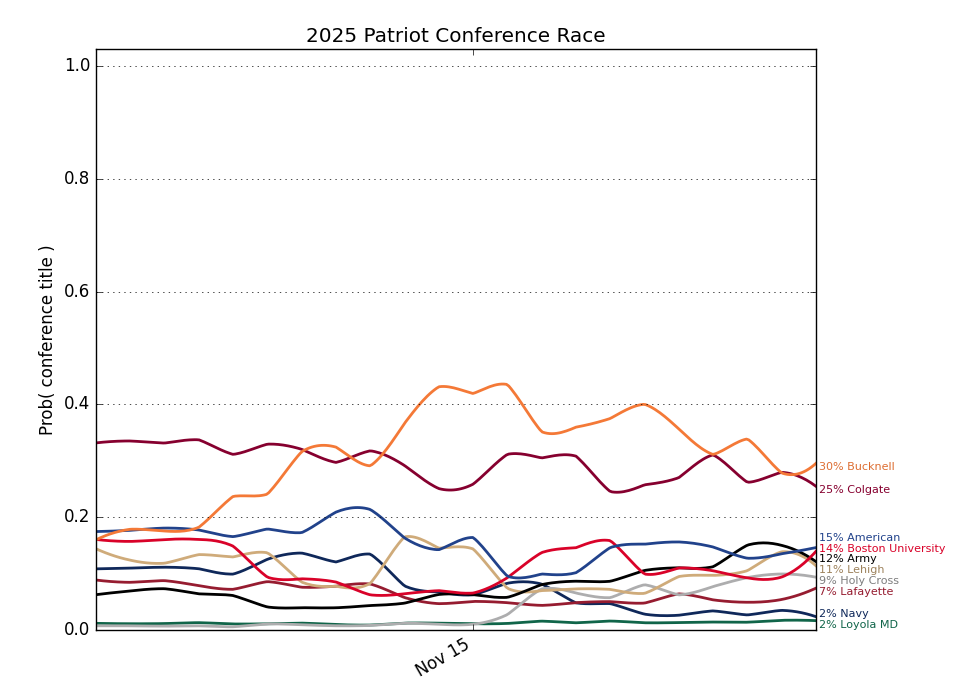 2025 Patriot Conference Race
Prob( conference title )
1.0
0.8
0.6
0.4
0.2
0.0
Nov 15
30% Bucknell
25% Colgate
15% American
14% Boston University
12% Army
11% Lehigh
9% Holy Cross
7% Lafayette
2% Navy
2% Loyola MD